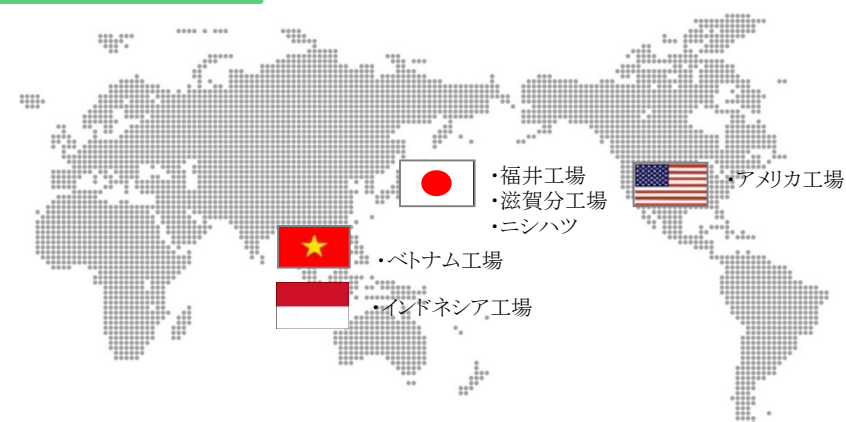 ・福井工場
・滋賀分工場
・ニシハツ
・アメリカ工場
・ベトナム工場
・インドネシア工場